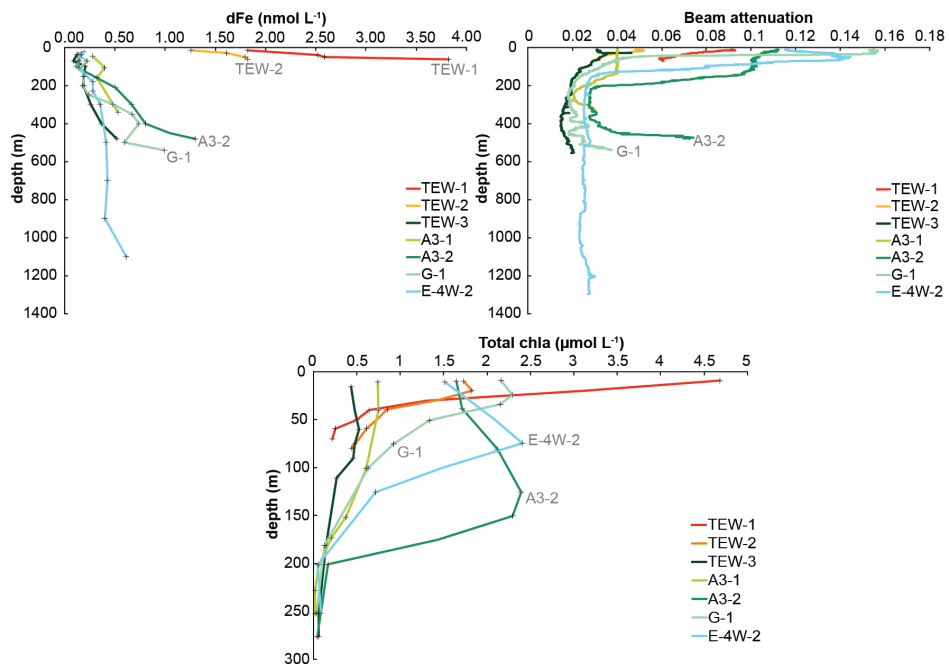 dFe (nmol L-1)
0.00 0.50 1.00 1.50 2.00 2.50 3.00 3.50 4.00
0
200
400
600
800
1000
1200
1400
depth (m)
TEW-2
TEW-1
A3-2
G-1
TEW-1
TEW-2
TEW-3
A3-1
A3-2
G-1
E-4W-2
Beam attenuation
0 0.02 0.04 0.06 0.08 0.10 0.12 0.14 0.16 0.18
0
200
400
600
800
1000
1200
1400
depth (m)
A3-2
G-1
TEW-1
TEW-2
TEW-3
A3-1
A3-2
G-1
E-4W-2
Total chla (µmol L-1)
0 0.5 1 1.5 2 2.5 3 3.5 4 4.5 5
0
50
100
150
200
250
300
depth (m)
G-1
E-4W-2
A3-2
TEW-1
TEW-2
TEW-3
A3-1
A3-2
G-1
E-4W-2